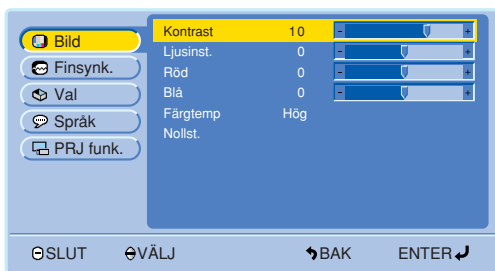 Bild
Finsynk.
Val
Språk
PRJ funk.
Kontrast 10 - +
Ljusinst. 0 - +
Röd 0 - +
Blå 0 - +
Färgtemp Hög
Nollst.
SLUT VÄLJ BAK ENTER